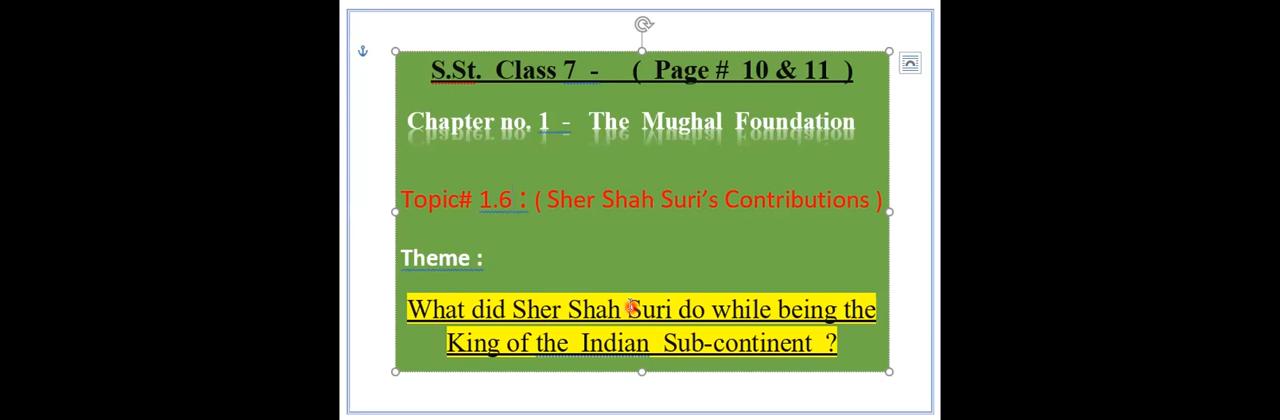 S.St. Class 7 - ( Page # 10 & 11 )
Chapter no. 1 - The Mughal Foundation
Topic# 1.6 : ( Sher Shah Suri’s Contributions )
Theme :
What did Sher Shah Suri do while being the
King of the Indian Sub-continent ?